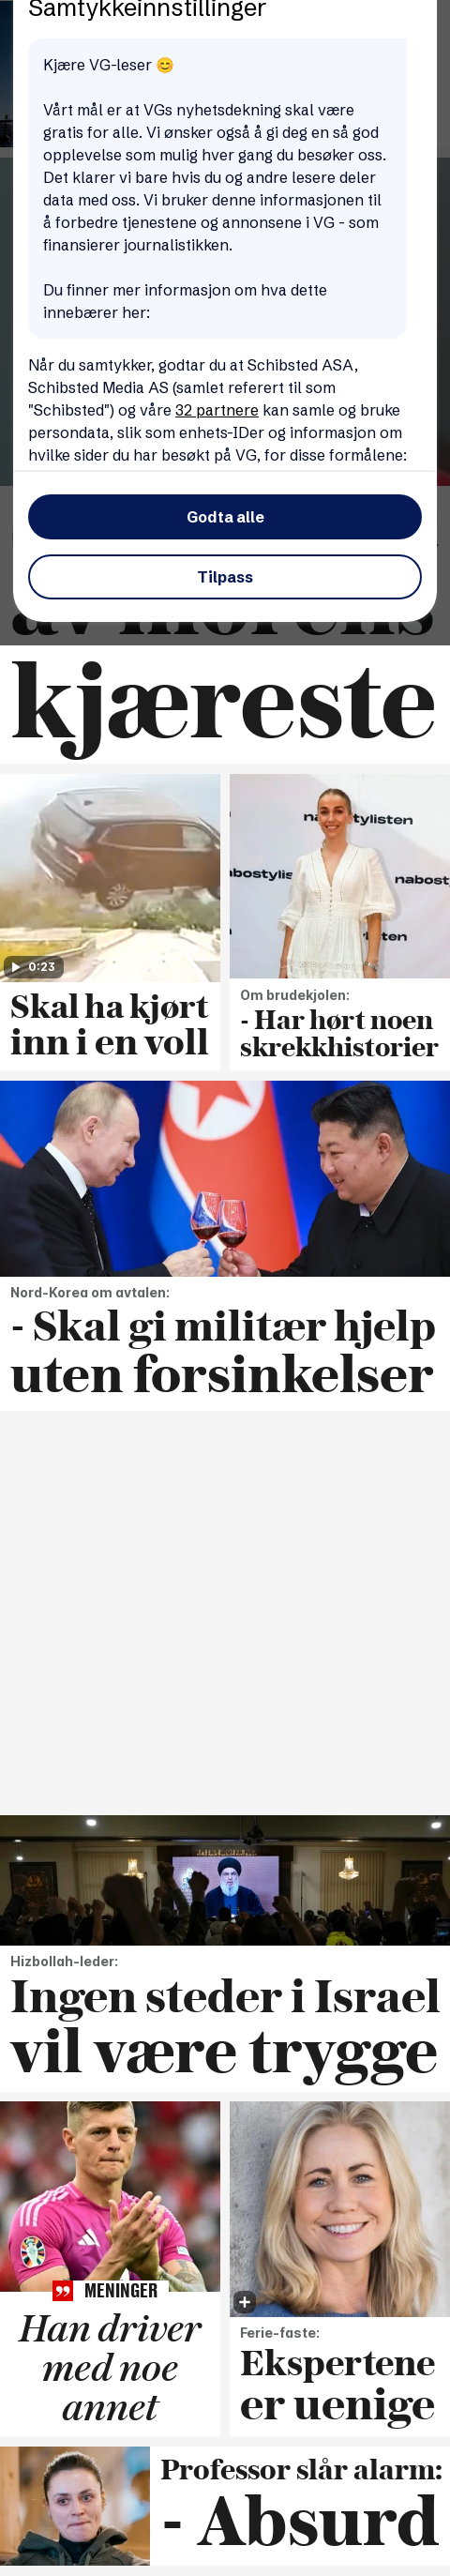 Samtykkeinnstillinger
Kjære VG-leser 😊
Vårt mål er at VGs nyhetsdekning skal være
gratis for alle. Vi ønsker også å gi deg en så god
opplevelse som mulig hver gang du besøker oss.
Det klarer vi bare hvis du og andre lesere deler
data med oss. Vi bruker denne informasjonen til
å forbedre tjenestene og annonsene i VG - som
finansierer journalistikken.
Du finner mer informasjon om hva dette
innebærer her:
Når du samtykker, godtar du at Schibsted ASA,
Schibsted Media AS (samlet referert til som
"Schibsted") og våre 32 partnere kan samle og bruke
persondata, slik som enhets-IDer og informasjon om
hvilke sider du har besøkt på VG, for disse formålene:
Godta alle
Tilpass
av morens
kjæreste
0:23
Skal ha kjørt
inn i en voll
nabostylisten
Om brudekjolen:
- Har hørt noen
skrekkhistorier
Nord-Korea om avtalen:
- Skal gi militær hjelp
uten forsinkelser
Hizbollah-leder:
Ingen steder i Israel
vil være trygge
MENINGER
Han driver
med noe
annet
Ferie-faste:
Ekspertene
er uenige
Professor slår alarm:
- Absurd